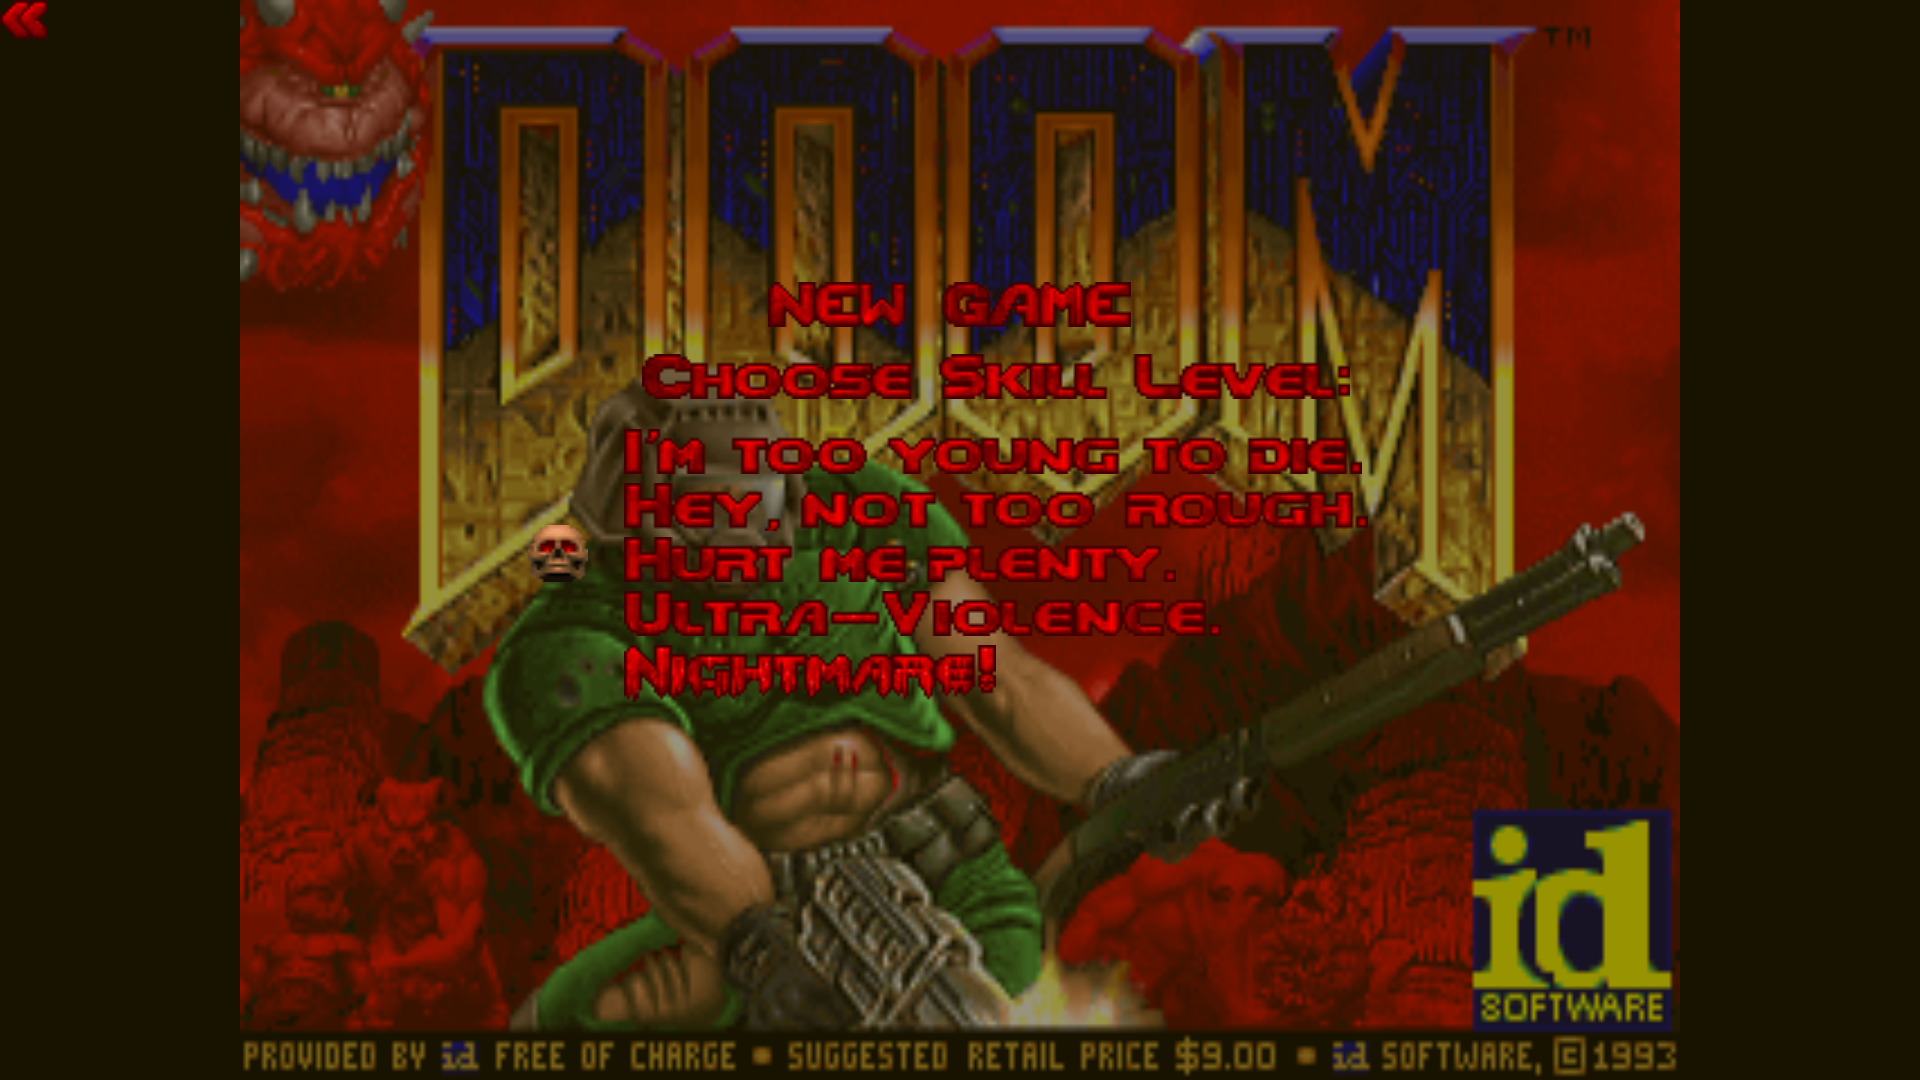 DOOM™
NEW GAME
CHOOSE SKILL LEVEL:
I'M TOO YOUNG TO DIE.
HEY, NOT TOO ROUGH.
HURT ME PLENTY.
ULTRA-VIOLENCE.
NIGHTMARE!
id
SOFTWARE
PROVIDED BY id FREE OF CHARGE ▪ SUGGESTED RETAIL PRICE $9.00 ▪ id SOFTWARE, ©1993